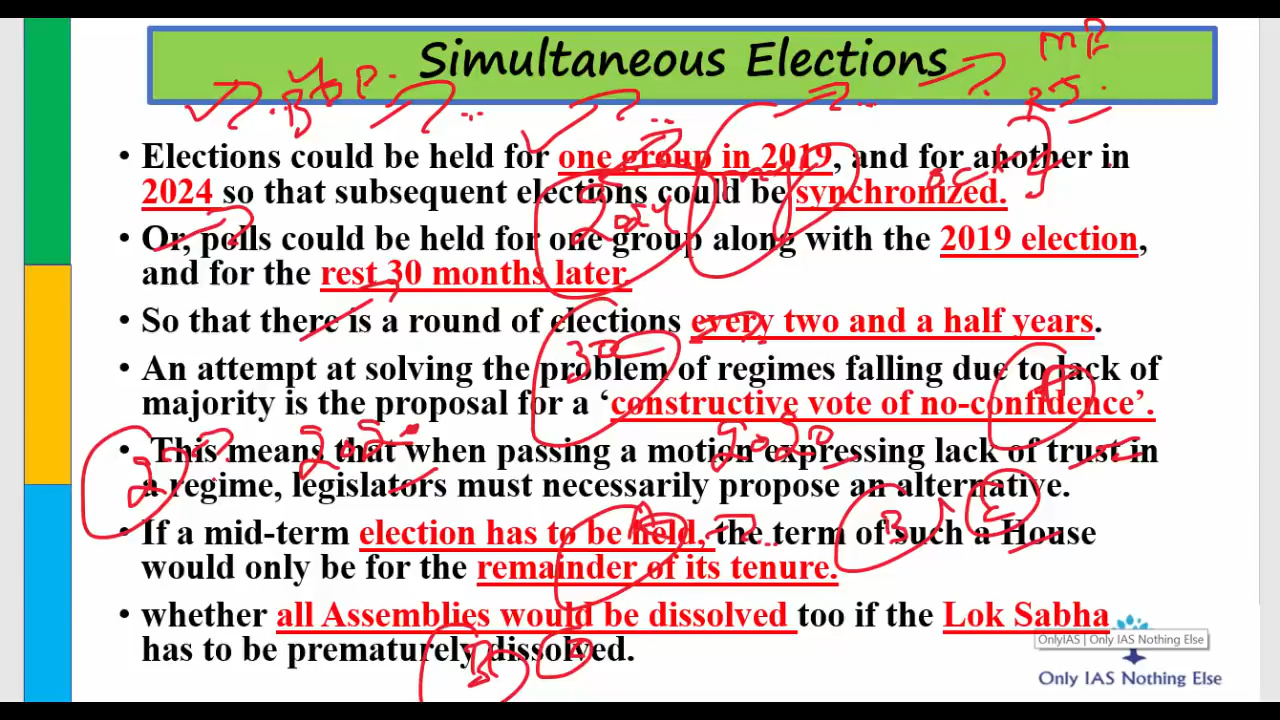 Simultaneous Elections
MP
RJ
BJP
• Elections could be held for one group in 2019, and for another in
2024 so that subsequent elections could be synchronized.
2024
• Or, polls could be held for one group along with the 2019 election,
and for the rest 30 months later.
• So that there is a round of elections every two and a half years.
30
• An attempt at solving the problem of regimes falling due to lack of
majority is the proposal for a ‘constructive vote of no-confidence’.
• This means that when passing a motion expressing lack of trust in
a regime, legislators must necessarily propose an alternative.
2020
• If a mid-term election has to be held, the term of such a House
would only be for the remainder of its tenure.
• whether all Assemblies would be dissolved too if the Lok Sabha
has to be prematurely dissolved.
OnlyIAS | Only IAS Nothing Else
Only IAS Nothing Else